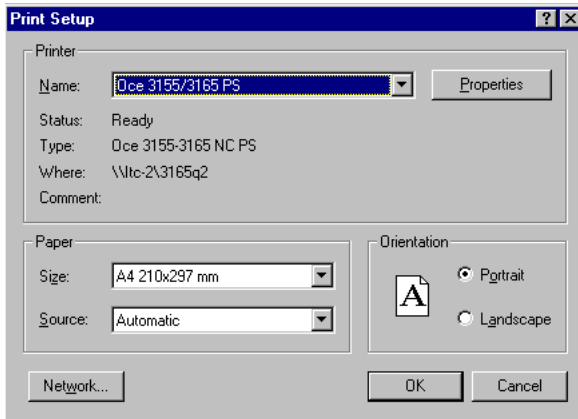 Print Setup
Printer
Name: Oce 3155/3165 PS Properties
Status: Ready
Type: Oce 3155-3165 NC PS
Where: \\ltc-2\3165q2
Comment:
Paper Orientation
Size: A4 210x297 mm A Portrait
Source: Automatic Landscape
Network... OK Cancel